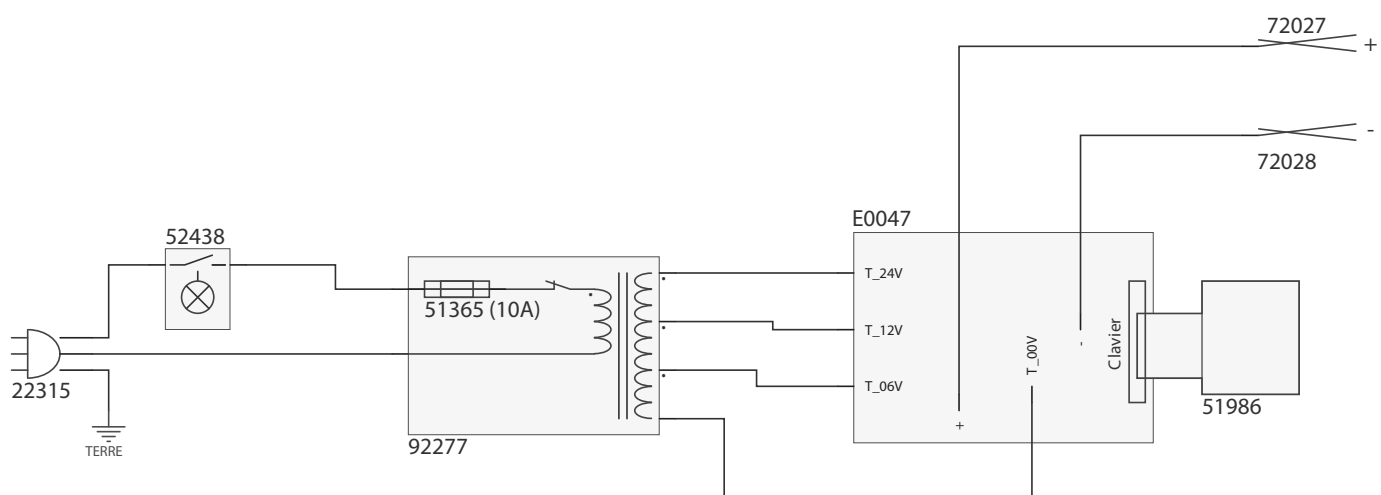 72027
+
-
72028
E0047
52438
T_24V
51365 (10A)
T_12V
T_00V
-
Clavier
22315
T_06V
51986
+
TERRE
92277